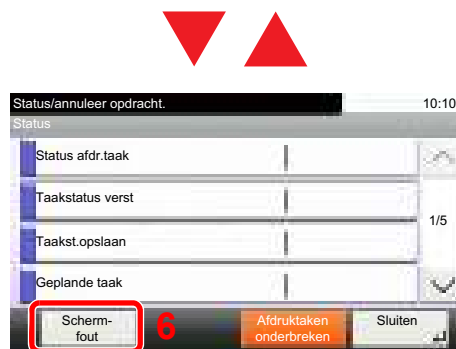 Status/annuleer opdracht.
10:10
Status
Status afdr.taak
Taakstatus verst
1/5
Taakst.opslaan
Geplande taak
Scherm-
fout
6
Afdruktaken
onderbreken
Sluiten